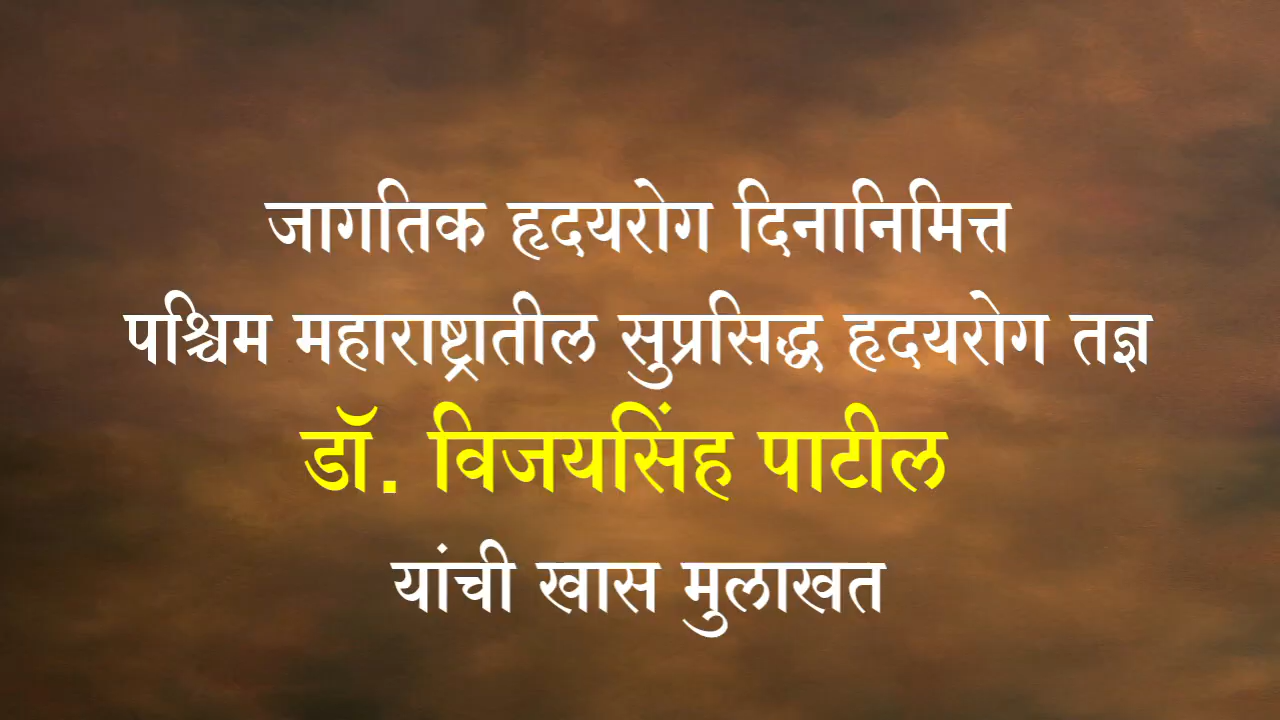 जागतिक हृदयरोग दिनानिमित्त
पश्चिम महाराष्ट्रातील सुप्रसिद्ध हृदयरोग तज्ञ
डॉ. विजयसिंह पाटील
यांची खास मुलाखत